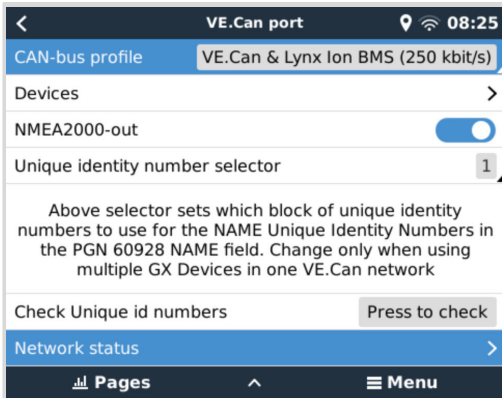 VE.Can port 08:25
CAN-bus profile VE.Can & Lynx Ion BMS (250 kbit/s)
Devices
NMEA2000-out
Unique identity number selector 1
Above selector sets which block of unique identity
numbers to use for the NAME Unique Identity Numbers in
the PGN 60928 NAME field. Change only when using
multiple GX Devices in one VE.Can network
Check Unique id numbers Press to check
Network status
Pages Menu